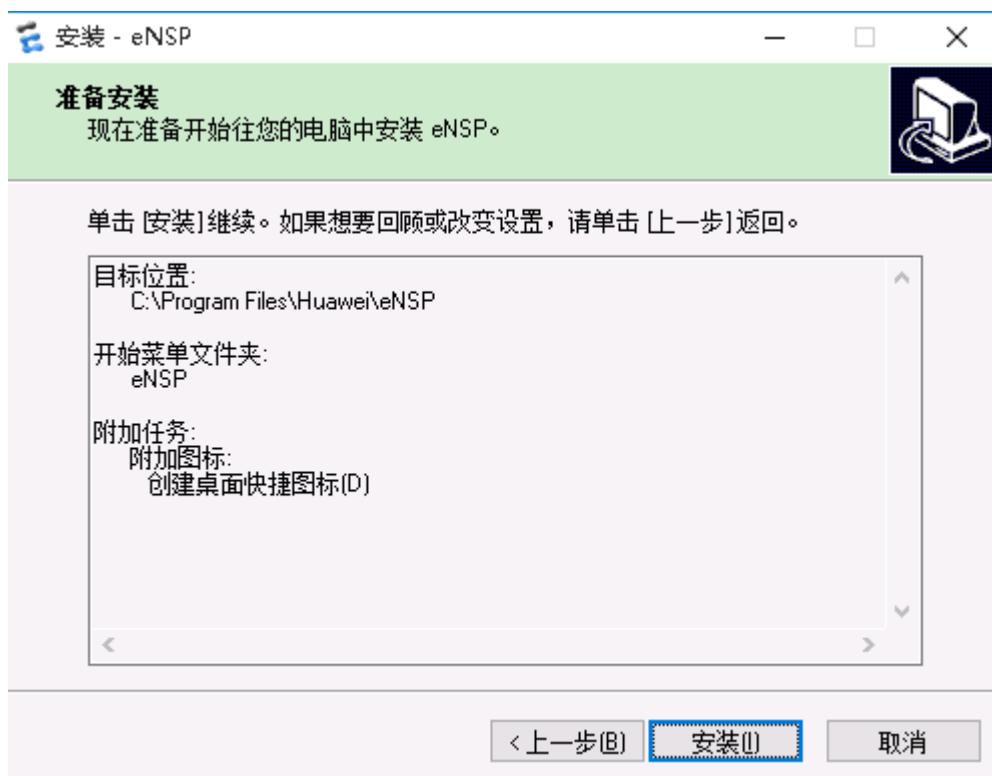 安装 - eNSP
准备安装
现在准备开始往您的电脑中安装 eNSP。
单击 [安装]继续。如果想要回顾或改变设置，请单击 [上一步]返回。
目标位置:
C:\Program Files\Huawei\eNSP
开始菜单文件夹:
eNSP
附加任务:
附加图标:
创建桌面快捷图标(D)
<上一步(B) 安装(I) 取消